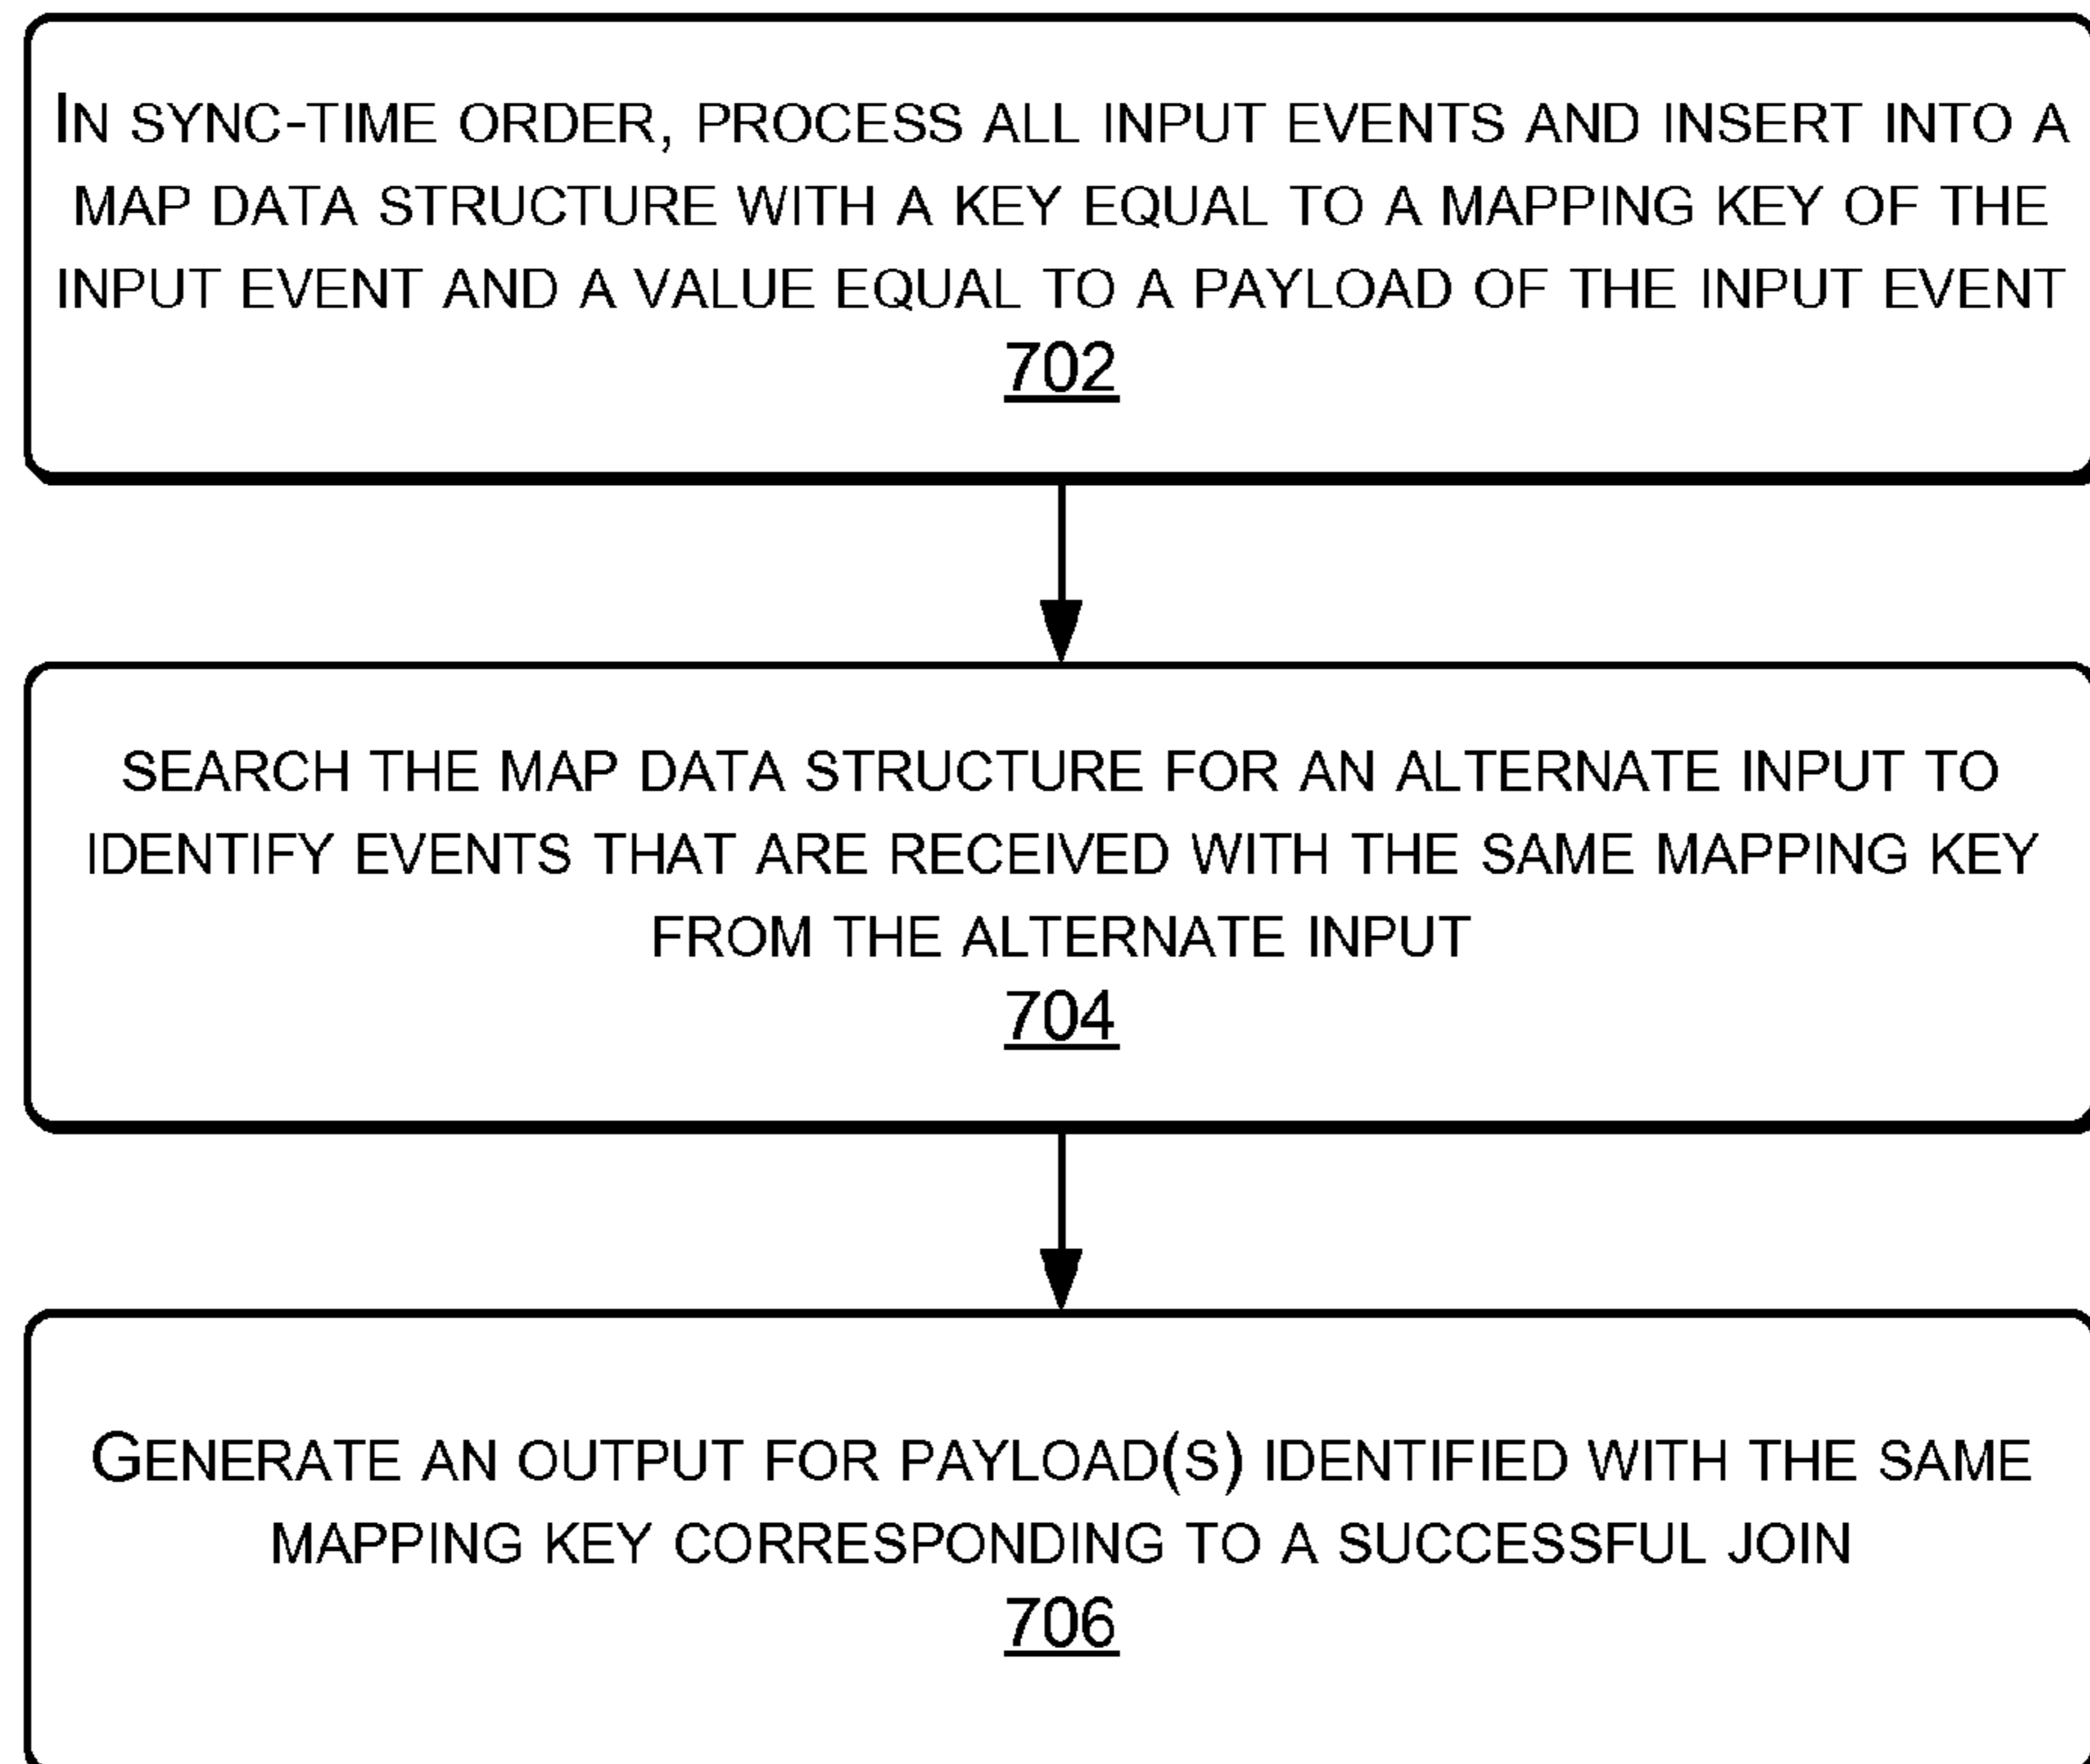 IN SYNC-TIME ORDER, PROCESS ALL INPUT EVENTS AND INSERT INTO A
MAP DATA STRUCTURE WITH A KEY EQUAL TO A MAPPING KEY OF THE
INPUT EVENT AND A VALUE EQUAL TO A PAYLOAD OF THE INPUT EVENT
702
SEARCH THE MAP DATA STRUCTURE FOR AN ALTERNATE INPUT TO
IDENTIFY EVENTS THAT ARE RECEIVED WITH THE SAME MAPPING KEY
FROM THE ALTERNATE INPUT
704
GENERATE AN OUTPUT FOR PAYLOAD(S) IDENTIFIED WITH THE SAME
MAPPING KEY CORRESPONDING TO A SUCCESSFUL JOIN
706